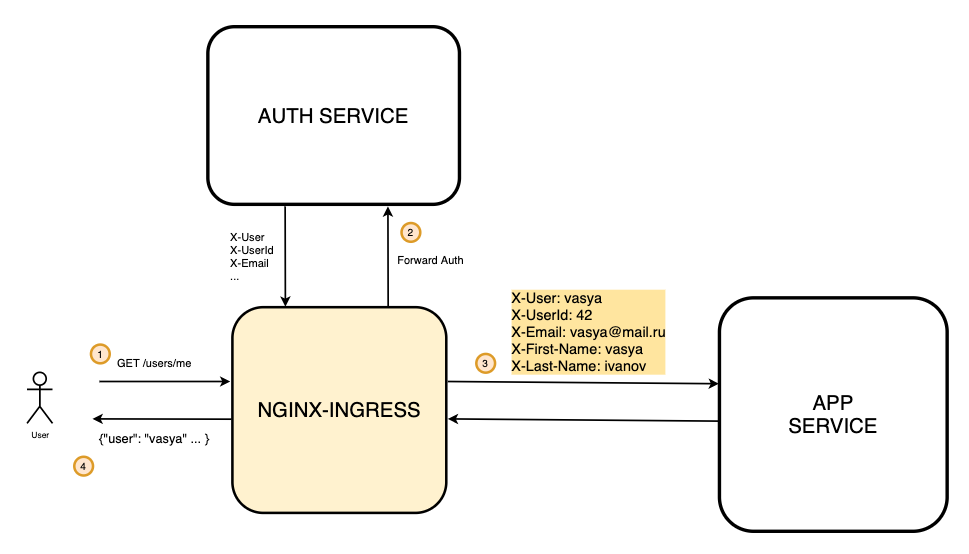 AUTH SERVICE
X-User
X-UserId
X-Email
...
2
Forward Auth
X-User: vasya
X-UserId: 42
X-Email: vasya@mail.ru
X-First-Name: vasya
X-Last-Name: ivanov
1
GET /users/me
3
User
NGINX-INGRESS
APP
SERVICE
{"user": "vasya" ... }
4